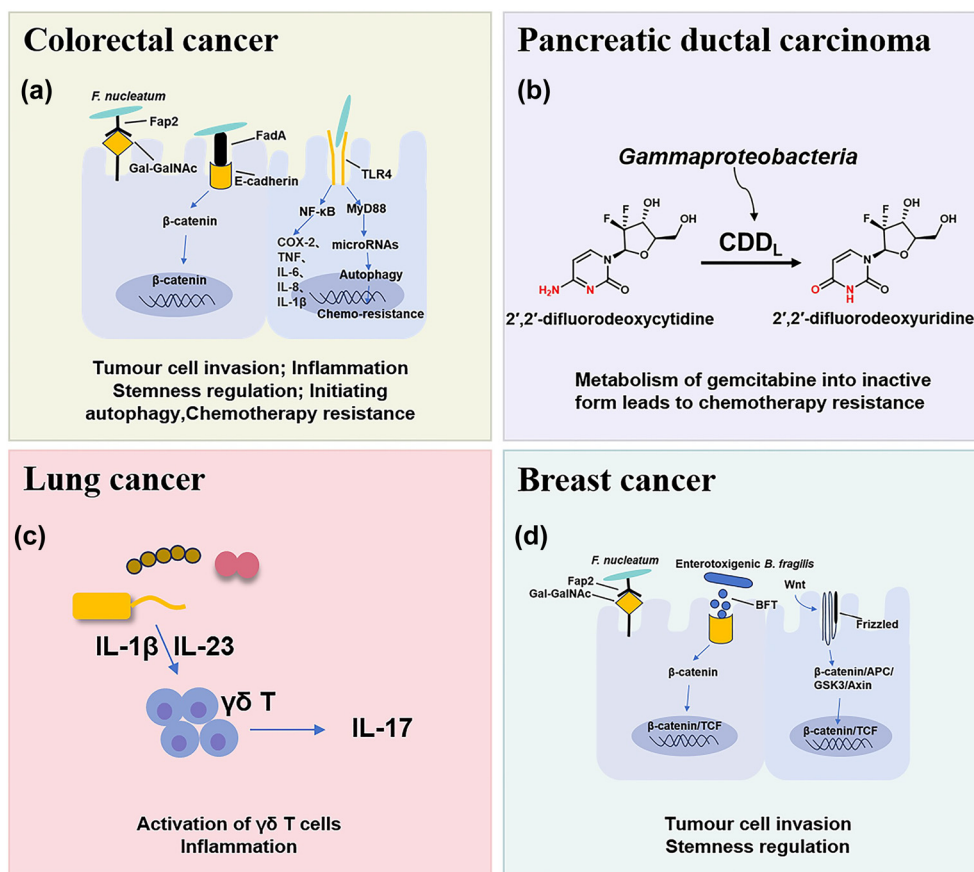 Colorectal cancer
(a)
F. nucleatum
Fap2
Gal-GalNAc
FadA
E-cadherin
TLR4
β-catenin
β-catenin
NF-κB
MyD88
COX-2、
TNF、
IL-6、
IL-8、
IL-1β
microRNAs
Autophagy
Chemo-resistance
Tumour cell invasion; Inflammation
Stemness regulation; Initiating
autophagy,Chemotherapy resistance
Pancreatic ductal carcinoma
(b)
Gammaproteobacteria
CDDL
F
F
OH
OH
N
O
H₂N
N
O
2′,2′-difluorodeoxycytidine
F
F
OH
OH
N
O
O
N
H
O
2′,2′-difluorodeoxyuridine
Metabolism of gemcitabine into inactive
form leads to chemotherapy resistance
Lung cancer
(c)
IL-1β IL-23
γδ T
IL-17
Activation of γδ T cells
Inflammation
Breast cancer
(d)
F. nucleatum
Fap2
Gal-GalNAc
Enterotoxigenic B. fragilis
BFT
Wnt
Frizzled
β-catenin
β-catenin/TCF
β-catenin/APC/
GSK3/Axin
β-catenin/TCF
Tumour cell invasion
Stemness regulation